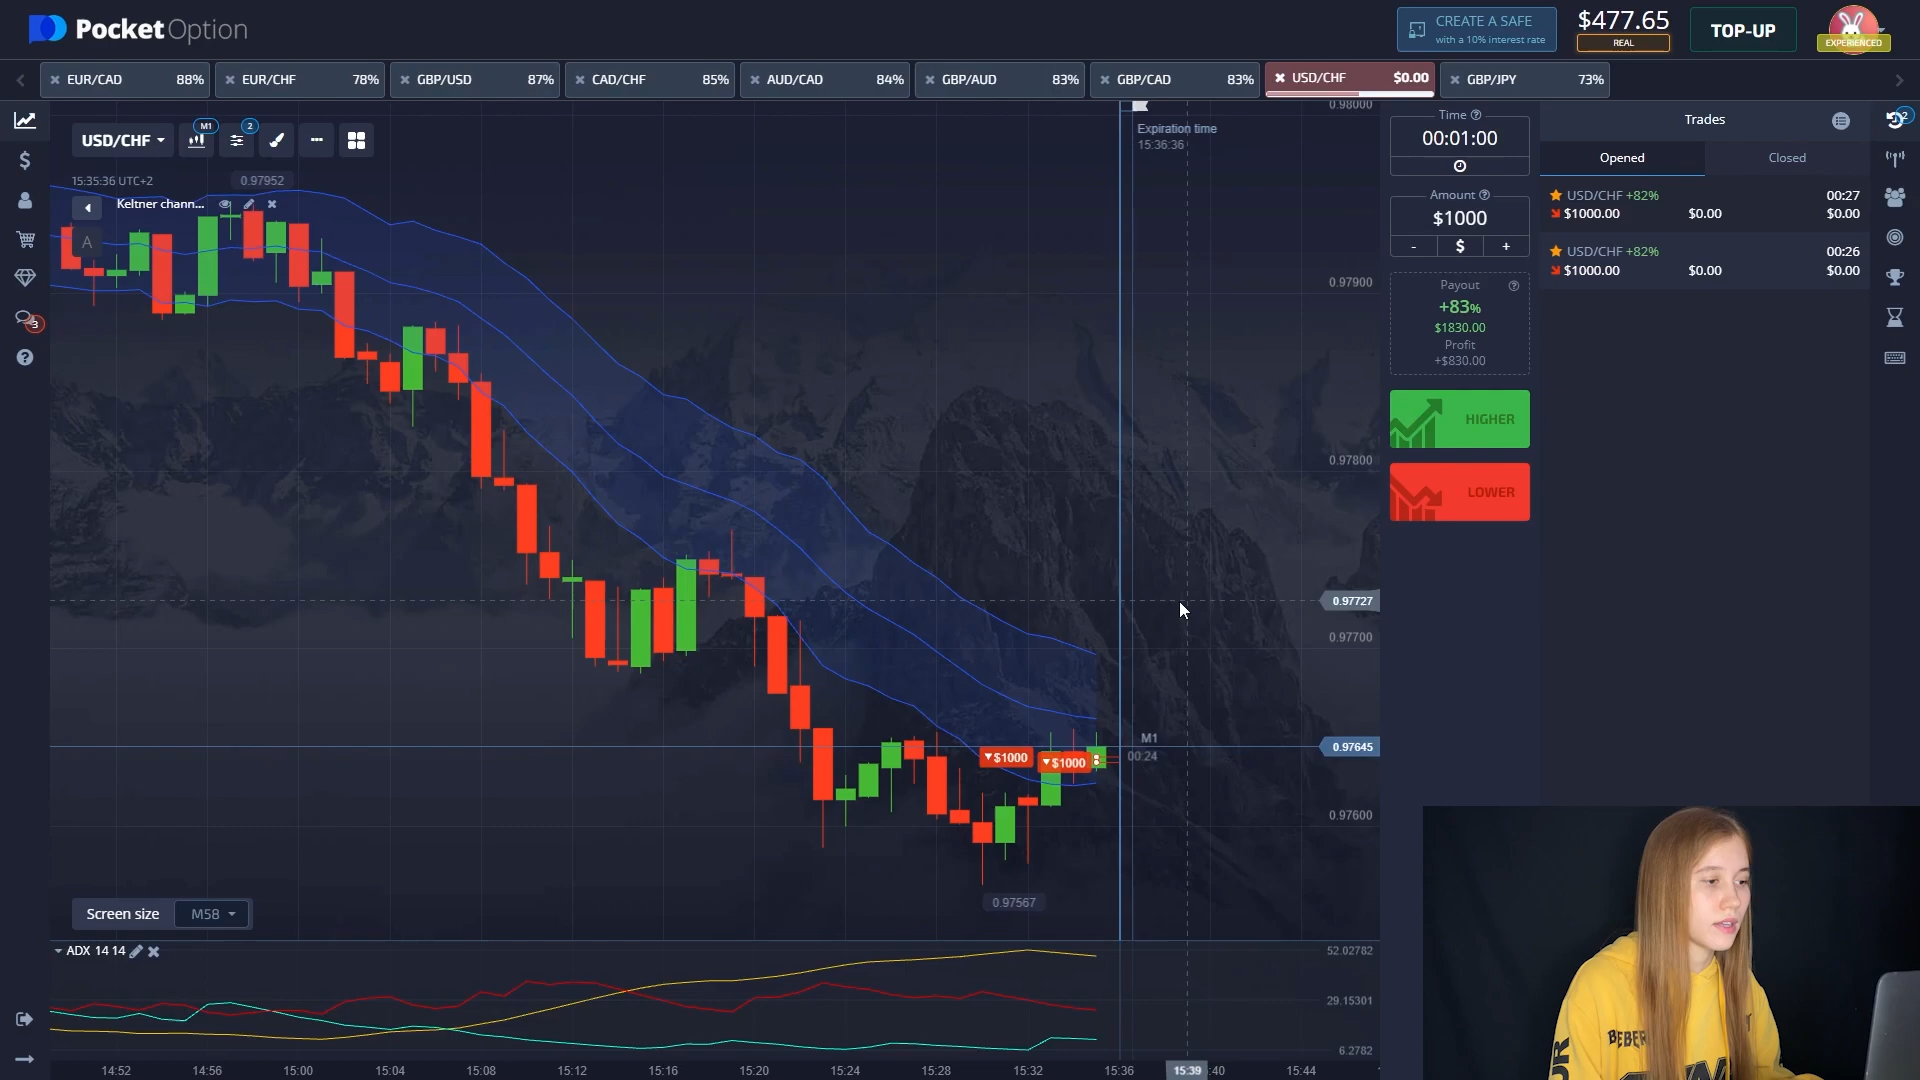 PocketOption
CREATE A SAFE
with a 10% interest rate
$477.65
REAL
TOP-UP
EXPERIENCED
EUR/CAD 88%
EUR/CHF 78%
GBP/USD 87%
CAD/CHF 85%
AUD/CAD 84%
GBP/AUD 83%
GBP/CAD 83%
USD/CHF $0.00
GBP/JPY 73%
USD/CHF
M1
2
15:35:36 UTC+2
0.97952
Keltner chann...
A
3
Expiration time
15:36:36
0.98000
0.97900
0.97800
0.97727
0.97700
0.97645
0.97600
M1
00:24
$1000
$1000
0.97567
Screen size M58
ADX 14 14
52.02782
29.15301
6.2782
14:52 14:56 15:00 15:04 15:08 15:12 15:16 15:20 15:24 15:28 15:32 15:36 15:39 :40 15:44
Time
00:01:00
Amount
$1000
- $ +
Payout
+83%
$1830.00
Profit
+$830.00
HIGHER
LOWER
Trades
2
Opened Closed
USD/CHF +82% 00:27
$1000.00 $0.00 $0.00
USD/CHF +82% 00:26
$1000.00 $0.00 $0.00